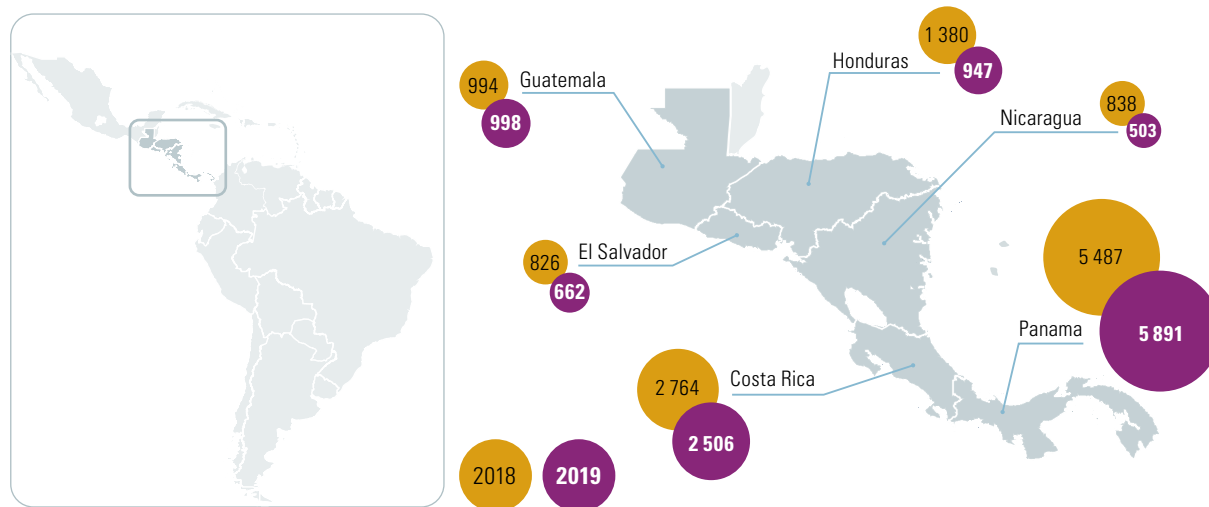 994
Guatemala
998
1 380
Honduras
947
838
Nicaragua
503
826
El Salvador
662
5 487
Panama
5 891
2 764
Costa Rica
2 506
2018
2019